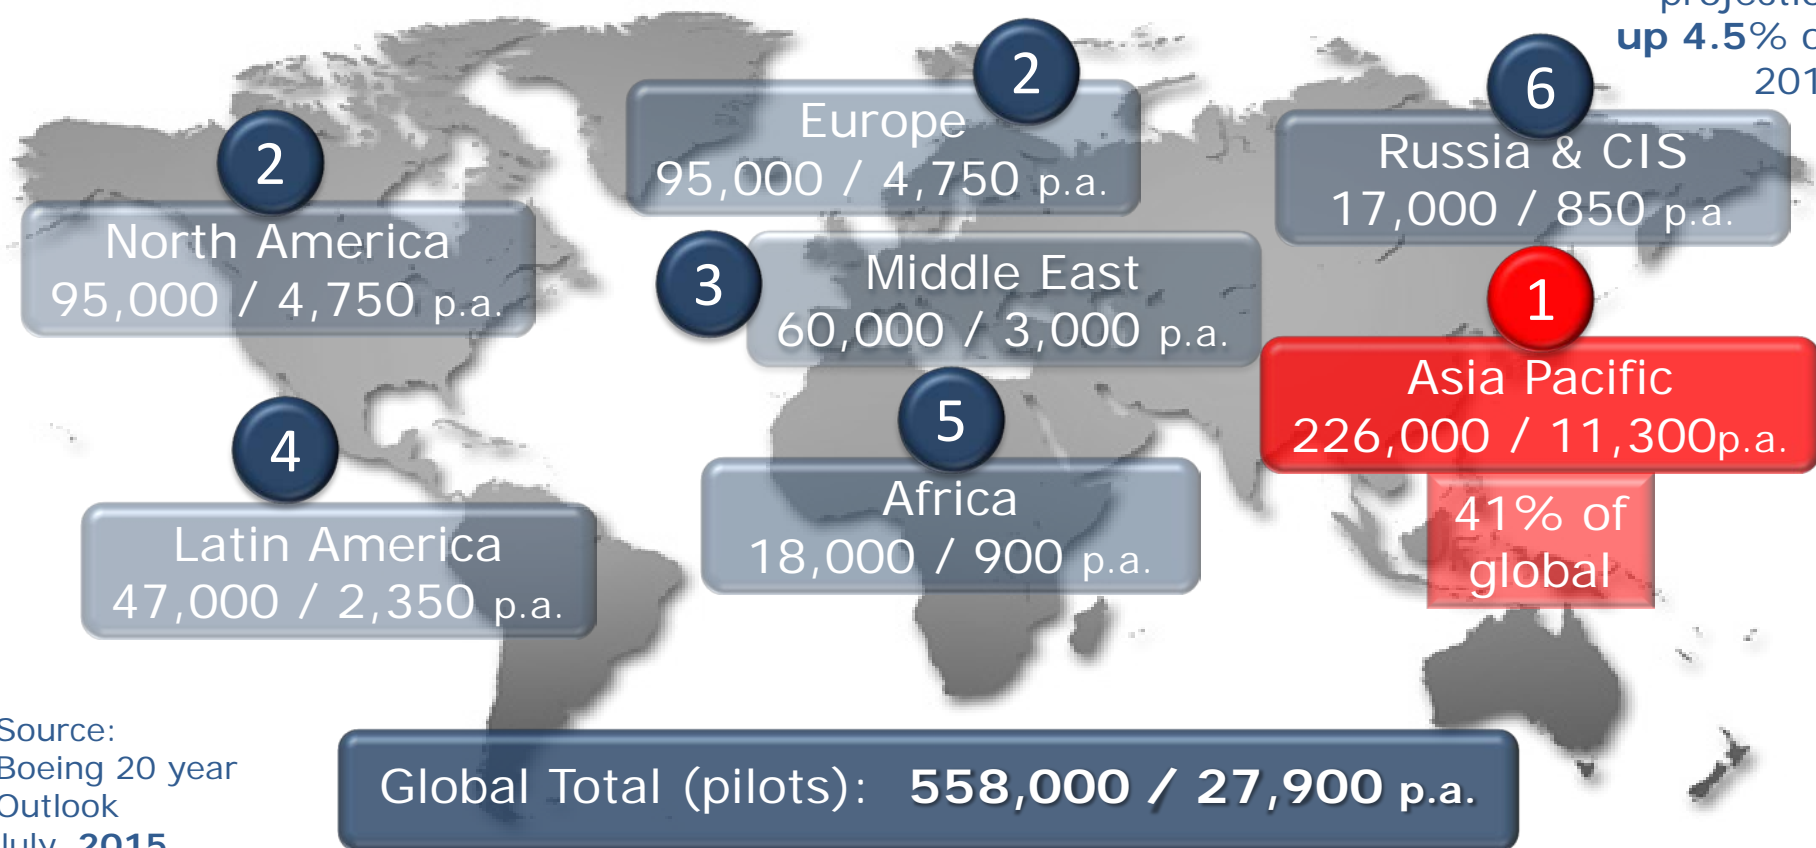 up 4.5%
2
Europe
95,000 / 4,750 p.a.
6
Russia & CIS
17,000 / 850 p.a.
2
North America
95,000 / 4,750 p.a.
3
Middle East
60,000 / 3,000 p.a.
1
Asia Pacific
226,000 / 11,300p.a.
41% of
global
4
Latin America
47,000 / 2,350 p.a.
5
Africa
18,000 / 900 p.a.
Source:
Boeing 20 year
Outlook
July, 2015
Global Total (pilots): 558,000 / 27,900 p.a.